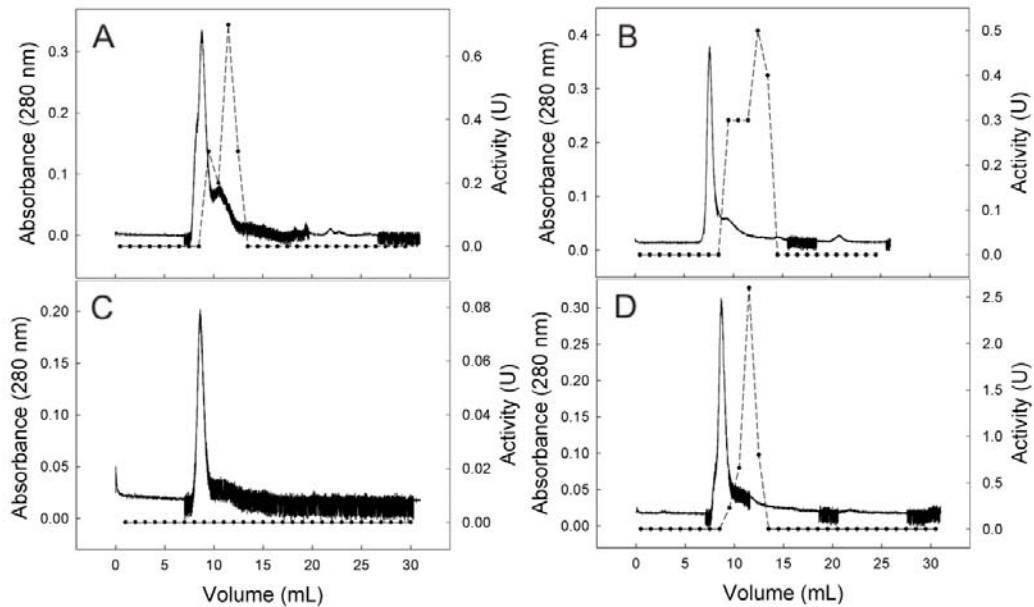 A
0.3
0.2
0.1
0.0
Absorbance (280 nm)
0.6
0.4
0.2
0.0
Activity (U)
B
0.4
0.3
0.2
0.1
0.0
Absorbance (280 nm)
0.5
0.4
0.3
0.2
0.1
0.0
Activity (U)
C
0.20
0.15
0.10
0.05
0.00
Absorbance (280 nm)
0.08
0.06
0.04
0.02
0.00
Activity (U)
0 5 10 15 20 25 30
Volume (mL)
D
0.30
0.25
0.20
0.15
0.10
0.05
0.00
Absorbance (280 nm)
2.5
2.0
1.5
1.0
0.5
0.0
Activity (U)
0 5 10 15 20 25 30
Volume (mL)